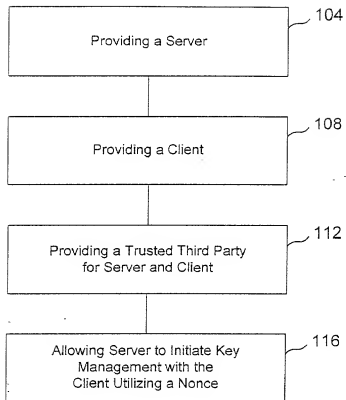 104
Providing a Server
108
Providing a Client
112
Providing a Trusted Third Party
for Server and Client
116
Allowing Server to Initiate Key
Management with the
Client Utilizing a Nonce